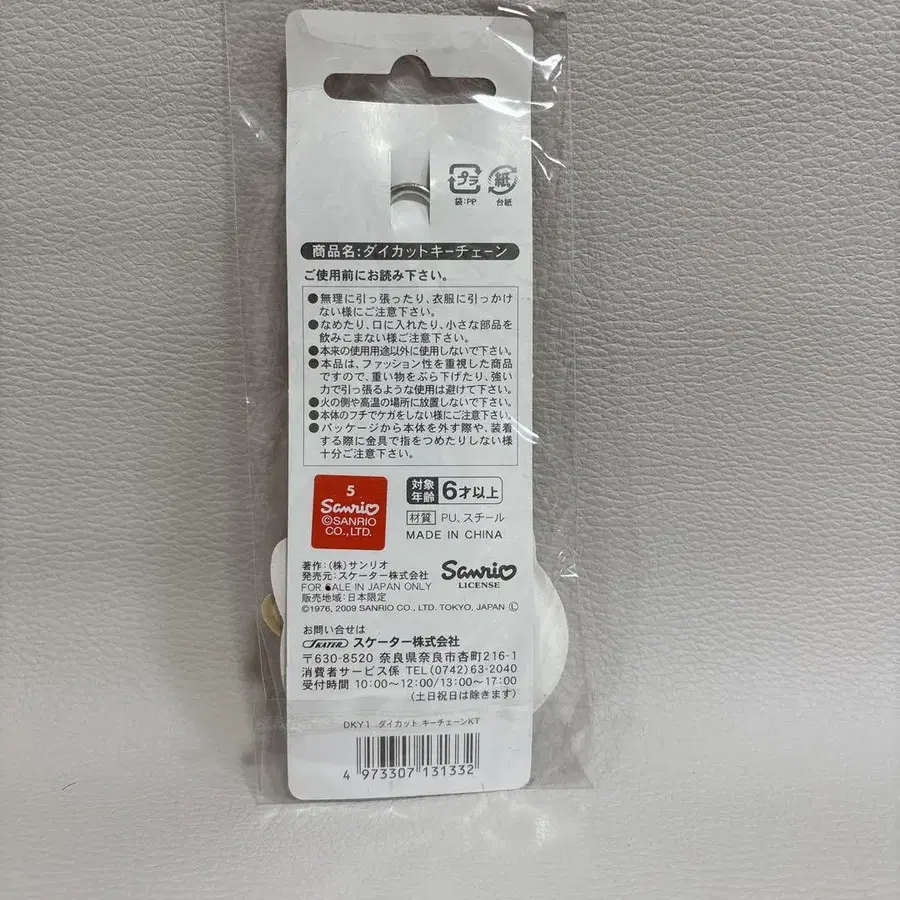 プラ
紙
袋:PP
台紙
商品名:ダイカットキーチェーン
ご使用前にお読み下さい。
●無理に引っ張ったり、衣服に引っかけ
ない様にご注意下さい。
●なめたり、口に入れたり、小さな部品を
飲みこまない様ご注意下さい。
●本来の使用用途以外に使用しないで下さい。
●本品は、ファッション性を重視した商品
ですので、重い物をぶら下げたり、強い
力で引っ張るような使用は避けて下さい。
●火の側や高温の場所に放置しないで下さい。
●本体のフチでケガをしない様にご注意下さい。
●パッケージから本体を外す際や、装着
する際に金具で指をつめたりしない様
十分ご注意下さい。
5
Sanrio
©SANRIO
CO., LTD.
対象
年齢
6才以上
材質 PU、スチール
MADE IN CHINA
著作:(株)サンリオ
発売元:スケーター株式会社
FOR SALE IN JAPAN ONLY
販売地域:日本限定
©1976, 2009 SANRIO CO., LTD. TOKYO, JAPAN Ⓛ
Sanrio
LICENSE
お問い合せは
SKATER スケーター株式会社
〒630-8520 奈良県奈良市杏町216-1
消費者サービス係 TEL(0742)63-2040
受付時間 10:00~12:00/13:00~17:00
(土日祝日は除きます)
DKY1 ダイカット キーチェーンKT
4 973307 131332